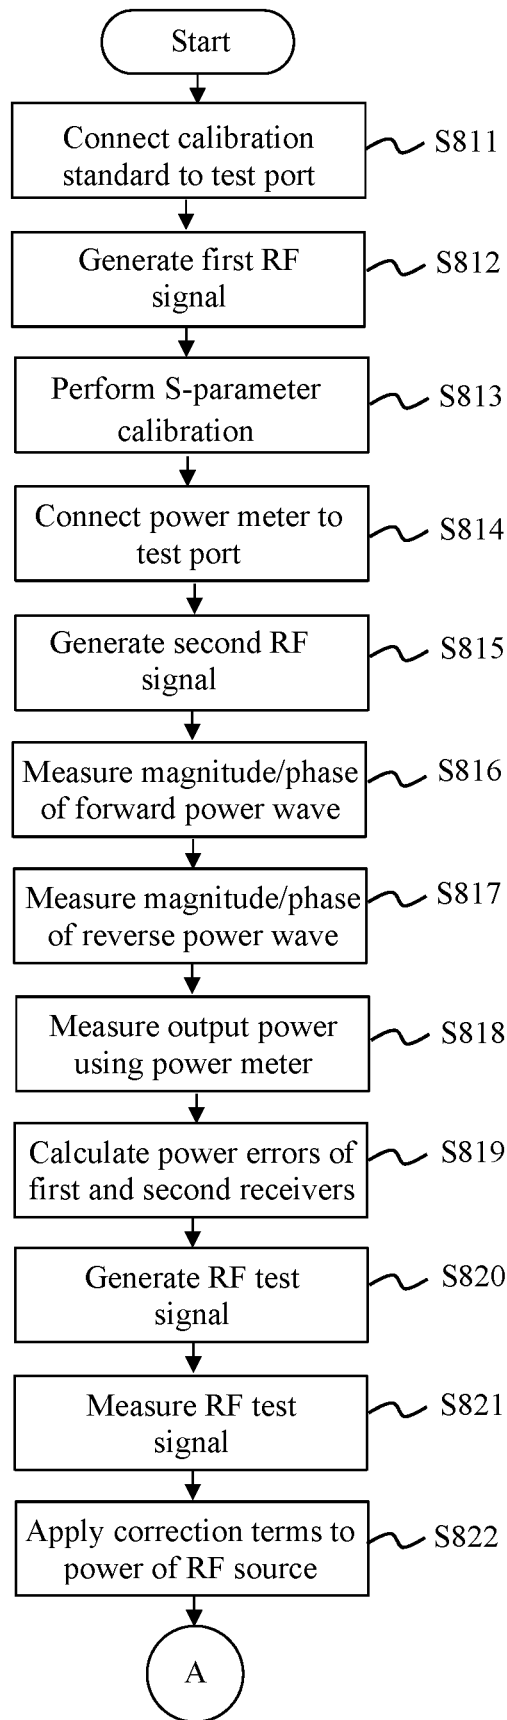 Start
Connect calibration
standard to test port
S811
Generate first RF
signal
S812
Perform S-parameter
calibration
S813
Connect power meter to
test port
S814
Generate second RF
signal
S815
Measure magnitude/phase
of forward power wave
S816
Measure magnitude/phase
of reverse power wave
S817
Measure output power
using power meter
S818
Calculate power errors of
first and second receivers
S819
Generate RF test
signal
S820
Measure RF test
signal
S821
Apply correction terms to
power of RF source
S822
A